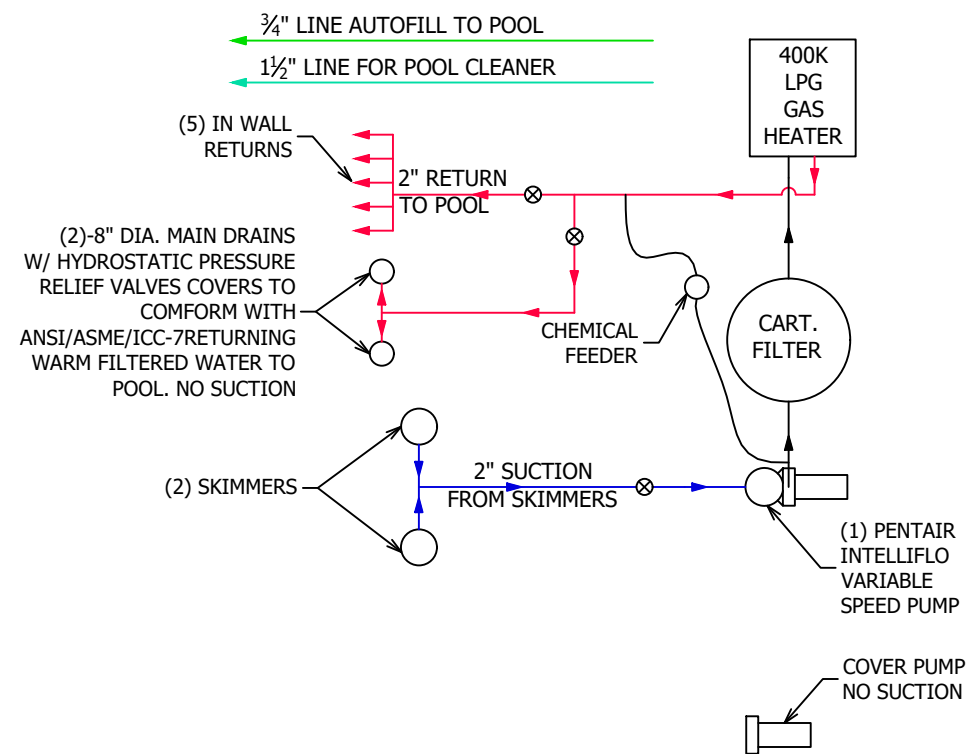 ¾" LINE AUTOFILL TO POOL
1½" LINE FOR POOL CLEANER
400K
LPG
GAS
HEATER
(5) IN WALL
RETURNS
2" RETURN
TO POOL
(2)-8" DIA. MAIN DRAINS
W/ HYDROSTATIC PRESSURE
RELIEF VALVES COVERS TO
COMFORM WITH
ANSI/ASME/ICC-7RETURNING
WARM FILTERED WATER TO
POOL. NO SUCTION
CHEMICAL
FEEDER
CART.
FILTER
(2) SKIMMERS
2" SUCTION
FROM SKIMMERS
(1) PENTAIR
INTELLIFLO
VARIABLE
SPEED PUMP
COVER PUMP
NO SUCTION